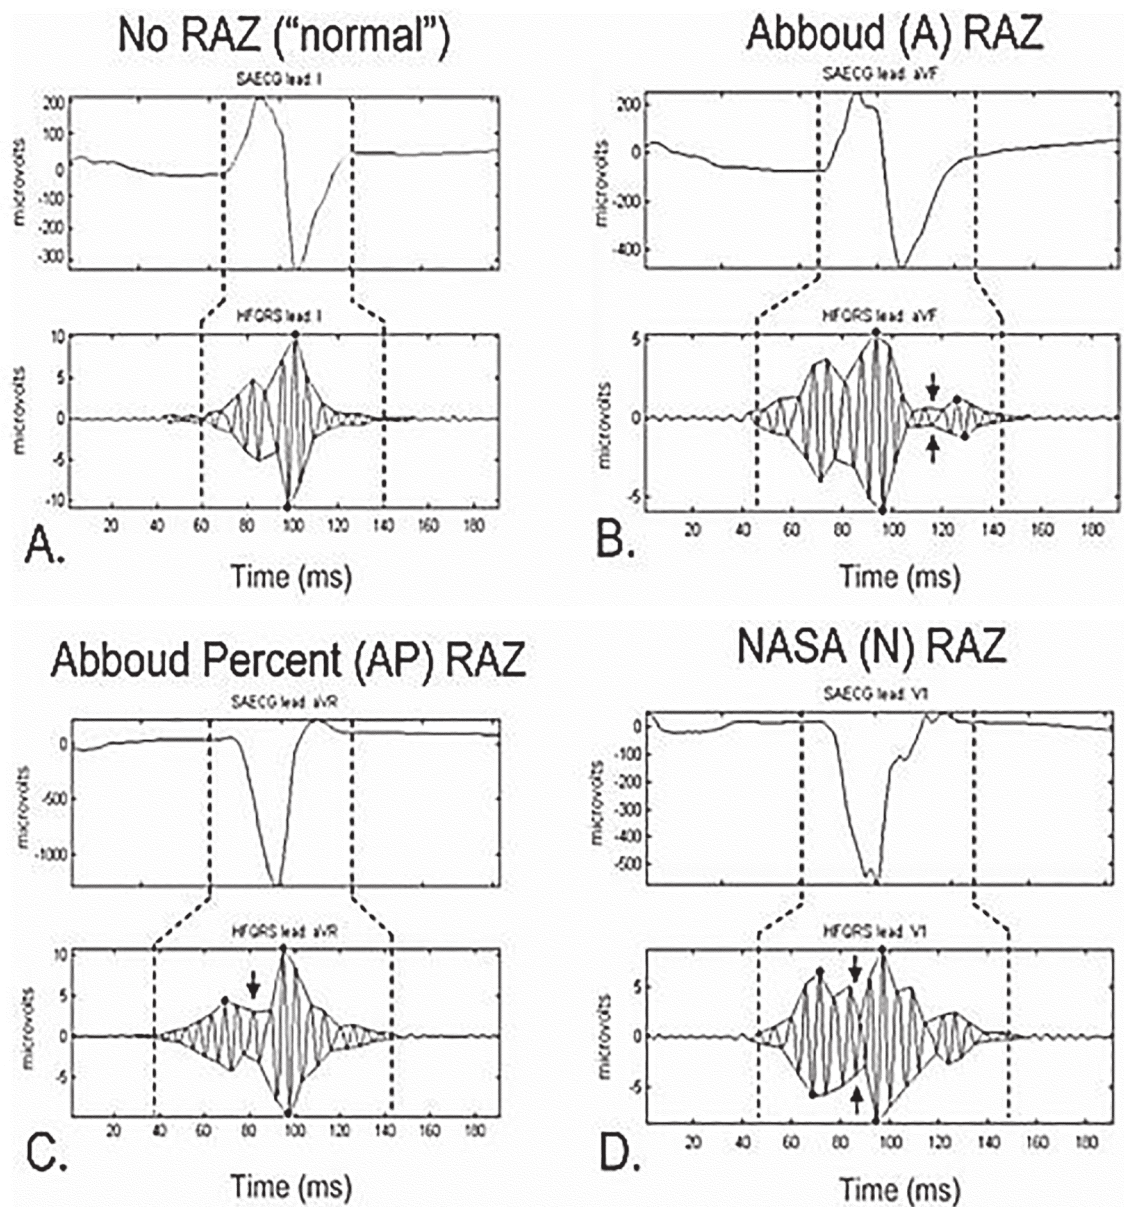 No RAZ ("normal")
SAECG lead: I
200
100
0
-100
-200
-300
microvolts
HFQRS lead: I
10
5
0
-5
-10
microvolts
20 40 60 80 100 120 140 160 180
A.
Time (ms)
Abboud (A) RAZ
SAECG lead: aVF
200
0
-200
-400
microvolts
HFQRS lead: aVF
5
0
-5
microvolts
20 40 60 80 100 120 140 160 180
B.
Time (ms)
Abboud Percent (AP) RAZ
SAECG lead: aVR
0
-500
-1000
microvolts
HFQRS lead: aVR
10
5
0
-5
microvolts
20 40 60 80 100 120 140 160 180
C.
Time (ms)
NASA (N) RAZ
SAECG lead: V1
0
-100
-200
-300
-400
-500
microvolts
HFQRS lead: V1
5
0
-5
microvolts
20 40 60 80 100 120 140 160 180
D.
Time (ms)